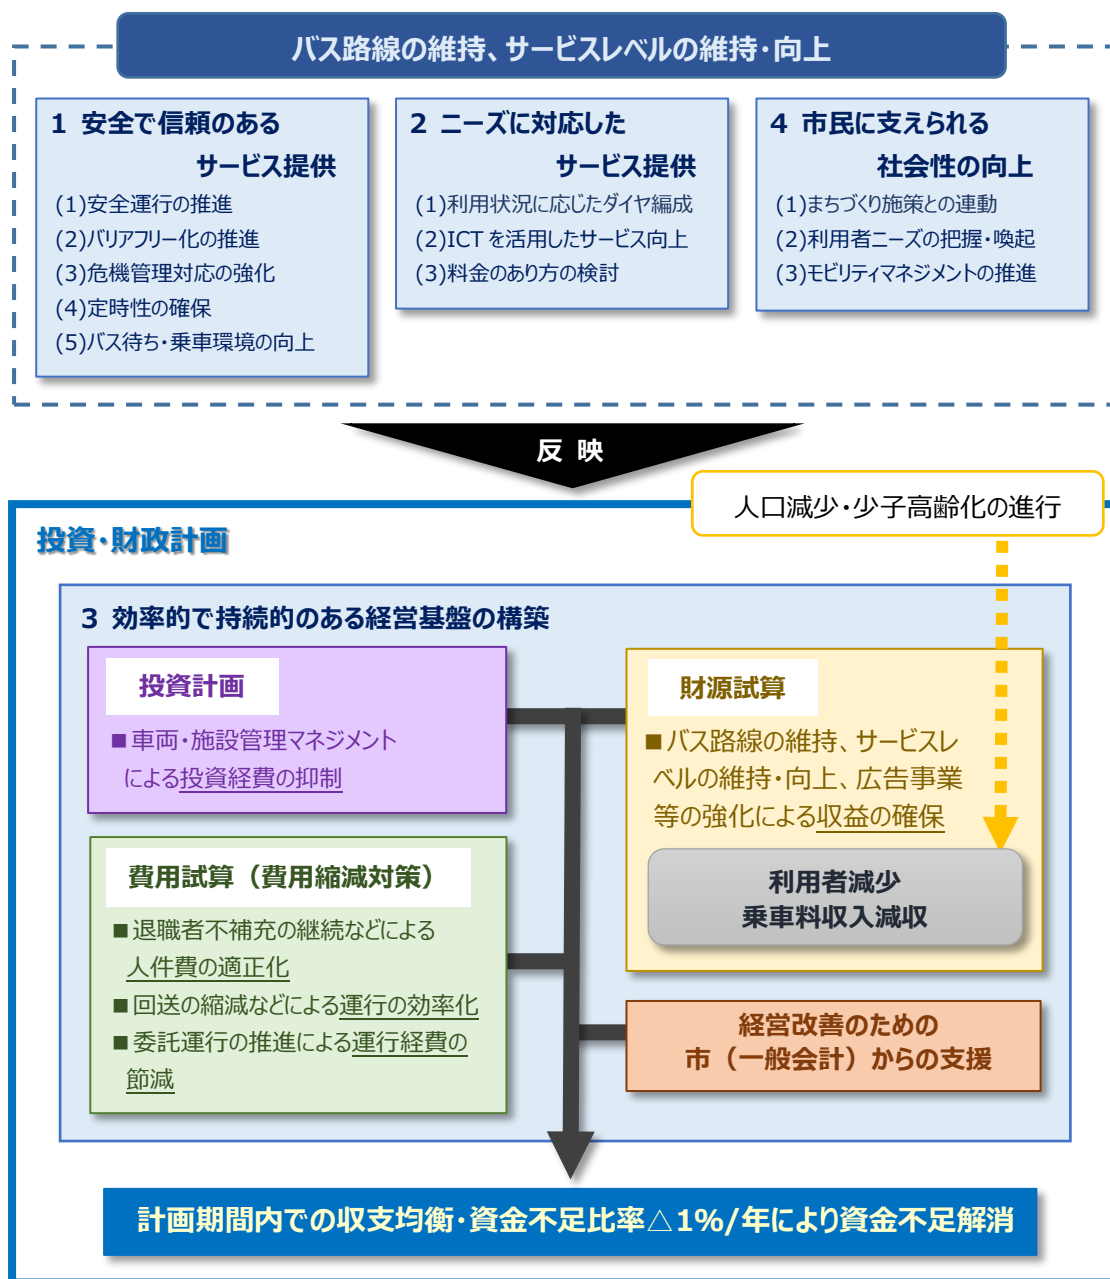 バス路線の維持、サービスレベルの維持・向上
1 安全で信頼のある
サービス提供
(1)安全運行の推進
(2)バリアフリー化の推進
(3)危機管理対応の強化
(4)定時性の確保
(5)バス待ち・乗車環境の向上
2 ニーズに対応した
サービス提供
(1)利用状況に応じたダイヤ編成
(2)ICT を活用したサービス向上
(3)料金のあり方の検討
4 市民に支えられる
社会性の向上
(1)まちづくり施策との連動
(2)利用者ニーズの把握・喚起
(3)モビリティマネジメントの推進
反 映
人口減少・少子高齢化の進行
投資・財政計画
3 効率的で持続的のある経営基盤の構築
投資計画
■車両・施設管理マネジメント
による投資経費の抑制
費用試算（費用縮減対策）
■退職者不補充の継続などによる
人件費の適正化
■回送の縮減などによる運行の効率化
■委託運行の推進による運行経費の
節減
財源試算
■バス路線の維持、サービスレ
ベルの維持・向上、広告事業
等の強化による収益の確保
利用者減少
乗車料収入減収
経営改善のための
市（一般会計）からの支援
計画期間内での収支均衡・資金不足比率△1%/年により資金不足解消